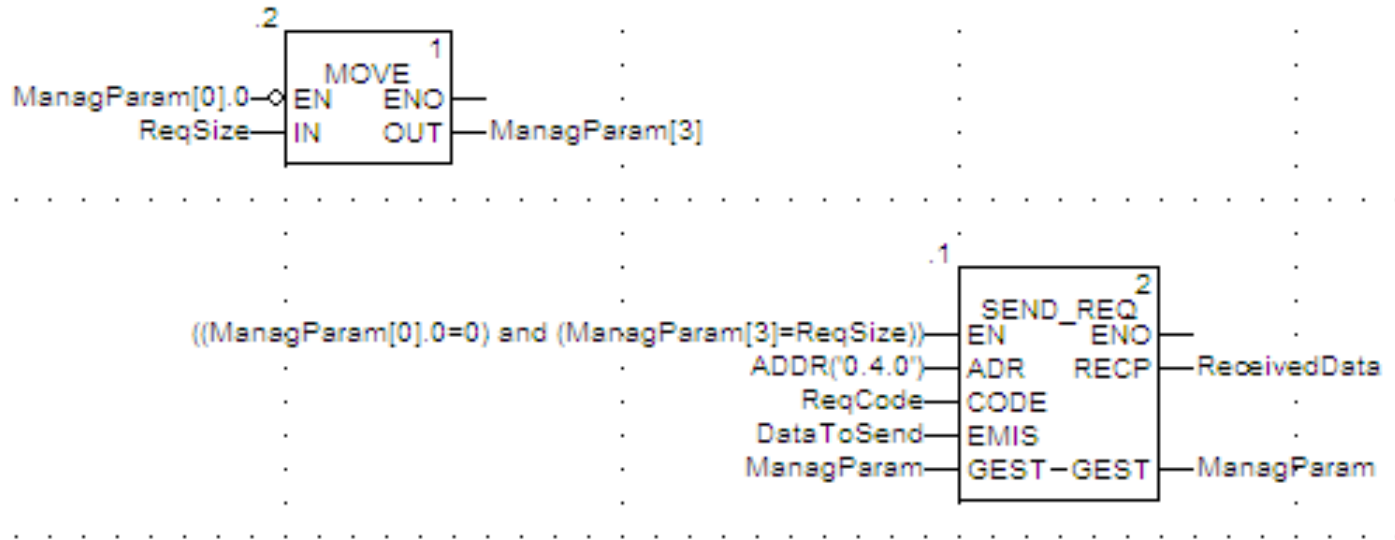 .2
1
MOVE
ManagParam[0].0 EN ENO
ReqSize IN OUT ManagParam[3]
.1
2
SEND_REQ
((ManagParam[0].0=0) and (ManagParam[3]=ReqSize)) EN ENO
ADDR('0.4.0') ADR RECP ReceivedData
ReqCode CODE
DataToSend EMIS
ManagParam GEST GEST ManagParam